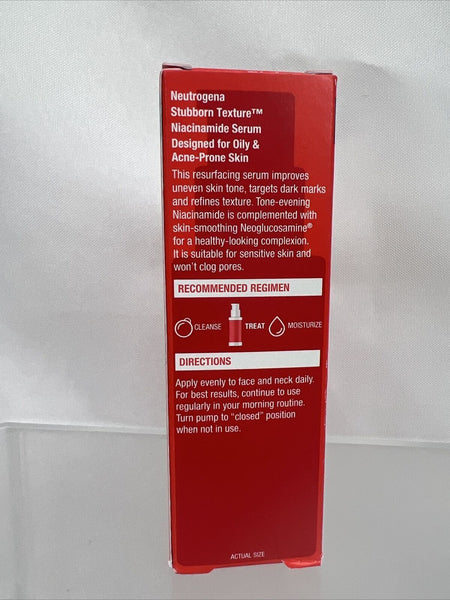 Neutrogena
Stubborn Texture™
Niacinamide Serum
Designed for Oily &
Acne-Prone Skin
This resurfacing serum improves
uneven skin tone, targets dark marks
and refines texture. Tone-evening
Niacinamide is complemented with
skin-smoothing Neoglucosamine®
for a healthy-looking complexion.
It is suitable for sensitive skin and
won't clog pores.
RECOMMENDED REGIMEN
CLEANSE TREAT MOISTURIZE
DIRECTIONS
Apply evenly to face and neck daily.
For best results, continue to use
regularly in your morning routine.
Turn pump to “closed” position
when not in use.
ACTUAL SIZE